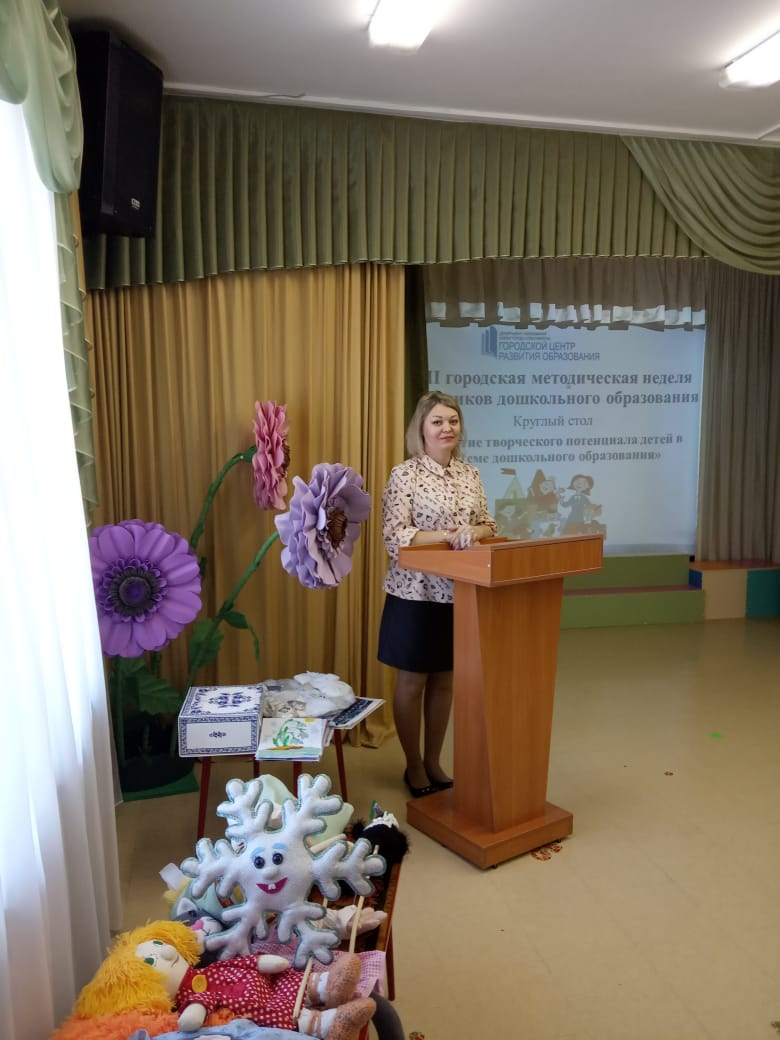 ГОРОДСКОЙ ЦЕНТР
РАЗВИТИЯ ОБРАЗОВАНИЯ
II городская методическая неделя
дошкольного образования
Круглый стол
творческого потенциала детей в
дошкольного образования»